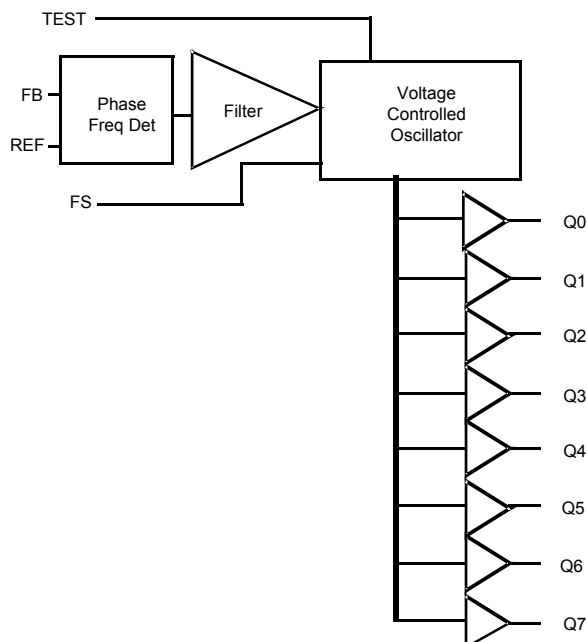 TEST
FB
REF
Phase
Freq Det
Filter
Voltage
Controlled
Oscillator
FS
Q0
Q1
Q2
Q3
Q4
Q5
Q6
Q7